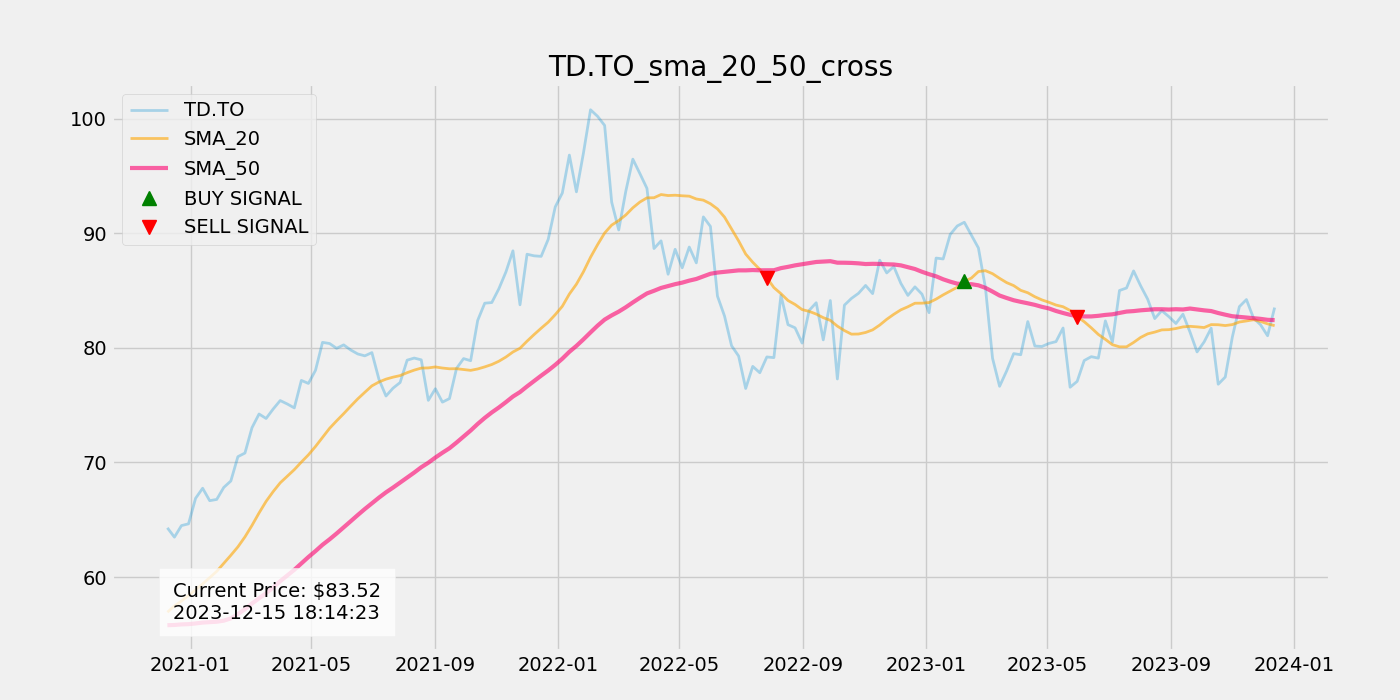 TD.TO_sma_20_50_cross
TD.TO
SMA_20
SMA_50
BUY SIGNAL
SELL SIGNAL
100
90
80
70
60
Current Price: $83.52
2023-12-15 18:14:23
2021-01 2021-05 2021-09 2022-01 2022-05 2022-09 2023-01 2023-05 2023-09 2024-01